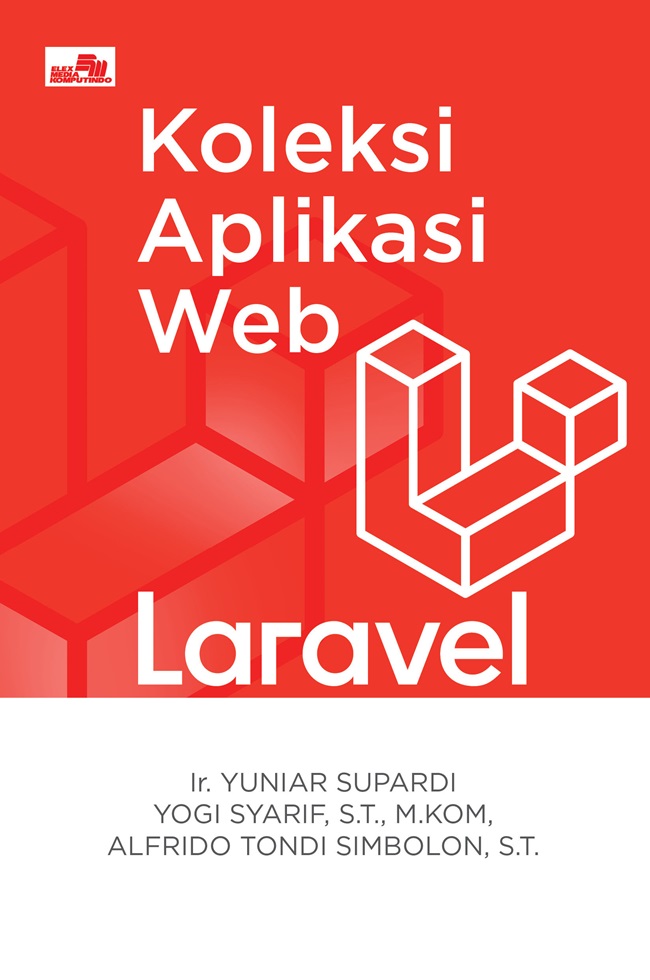 ELEX
MEDIA
KOMPUTINDO
Koleksi
Aplikasi
Web
Laravel
Ir. YUNIAR SUPARDI
YOGI SYARIF, S.T., M.KOM,
ALFRIDO TONDI SIMBOLON, S.T.